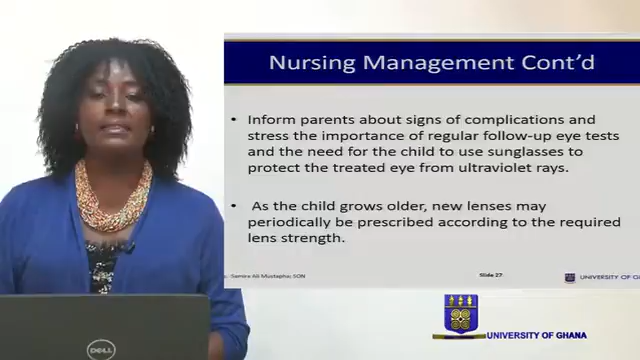 Nursing Management Cont'd
• Inform parents about signs of complications and
stress the importance of regular follow-up eye tests
and the need for the child to use sunglasses to
protect the treated eye from ultraviolet rays.
• As the child grows older, new lenses may
periodically be prescribed according to the required
lens strength.
Samira Ali Mustapha; SON
Slide 27
UNIVERSITY OF GH
UNIVERSITY OF GHANA
DELL